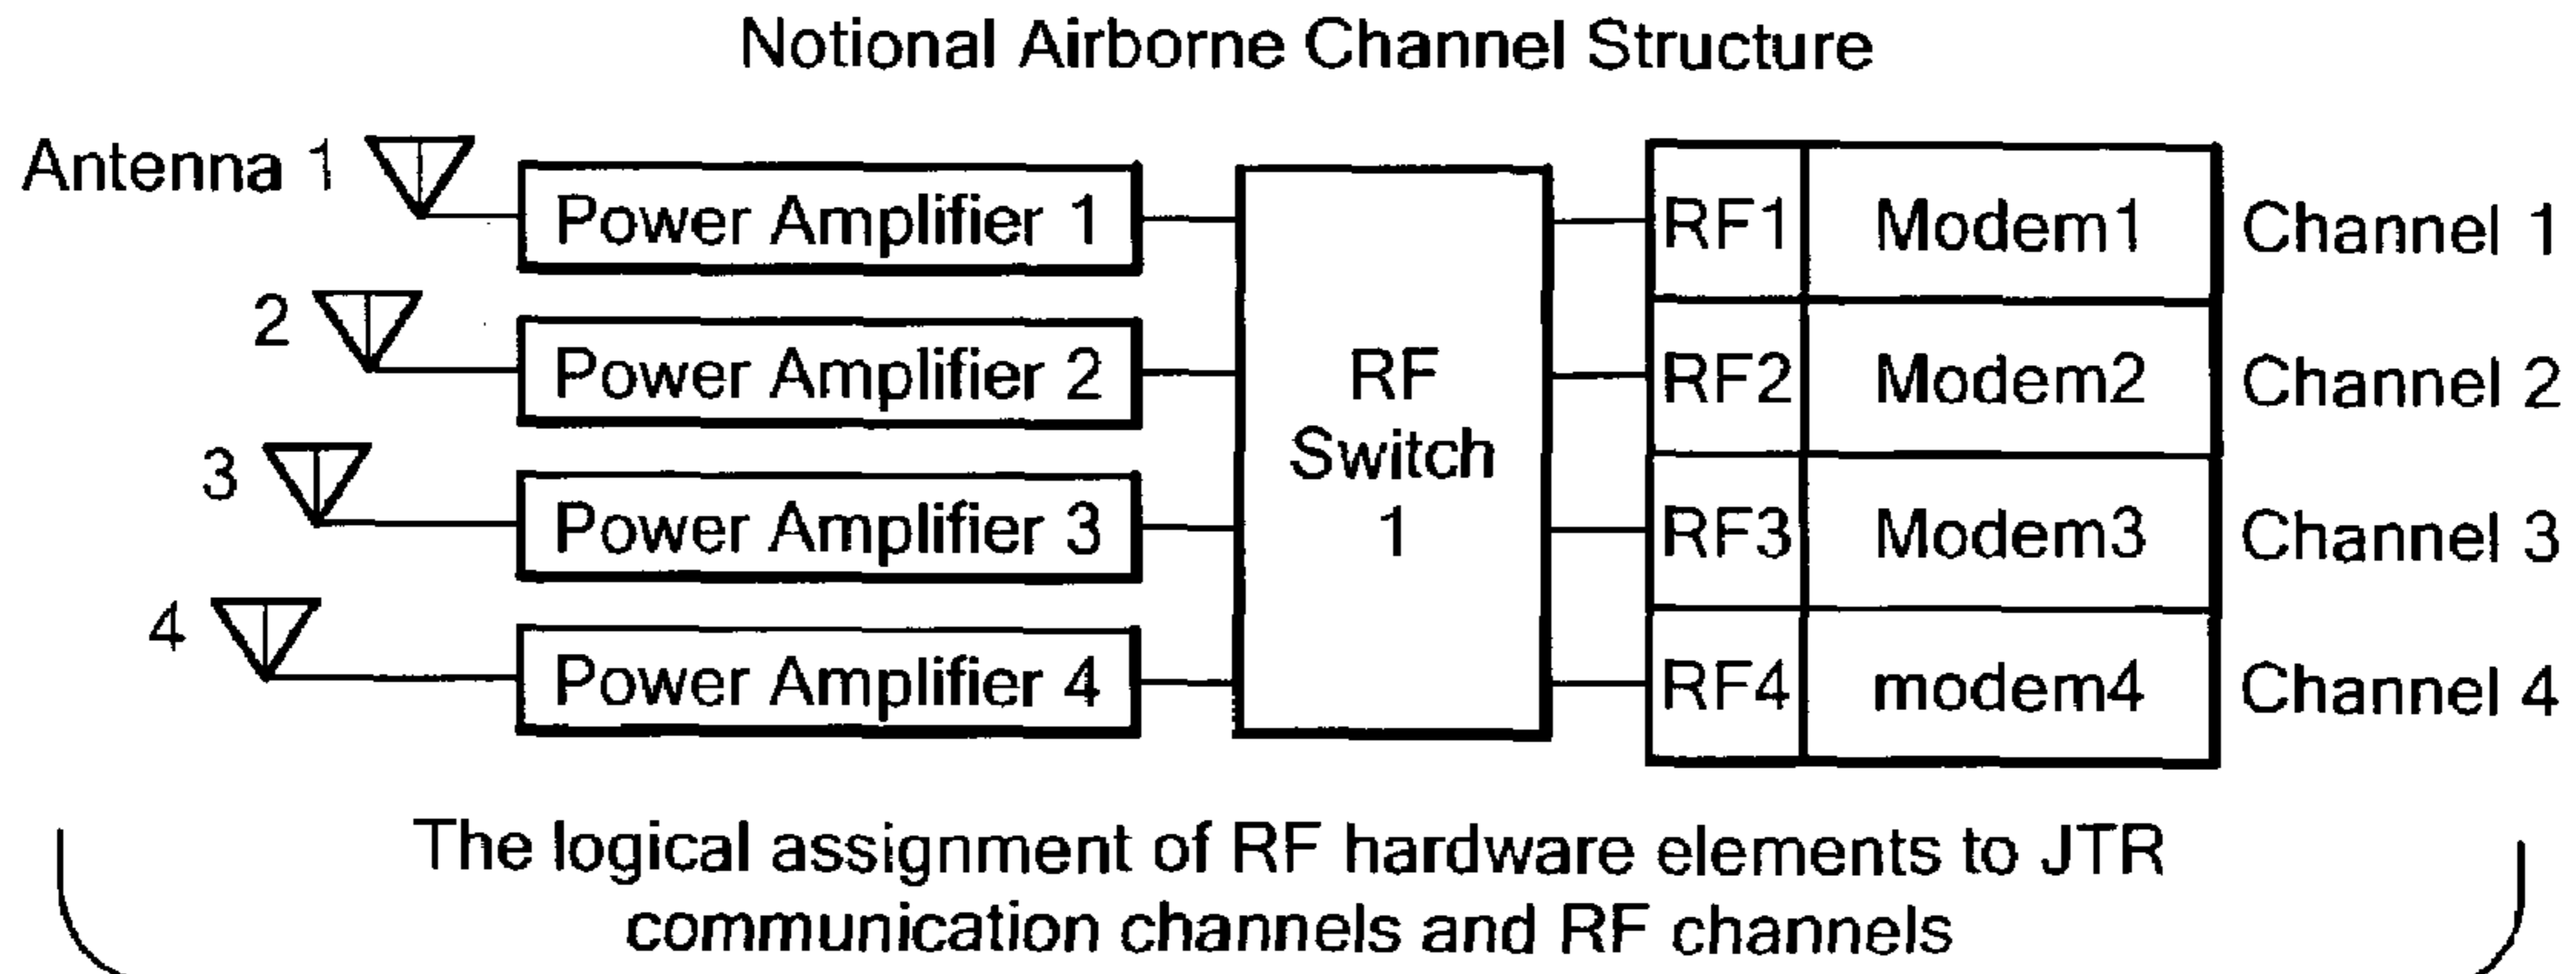 Notional Airborne Channel Structure
Antenna 1
Power Amplifier 1
RF1
Modem1
Channel 1
2
Power Amplifier 2
RF2
Modem2
Channel 2
3
Power Amplifier 3
RF3
Modem3
Channel 3
4
Power Amplifier 4
RF4
modem4
Channel 4
RF
Switch
1
The logical assignment of RF hardware elements to JTR
communication channels and RF channels